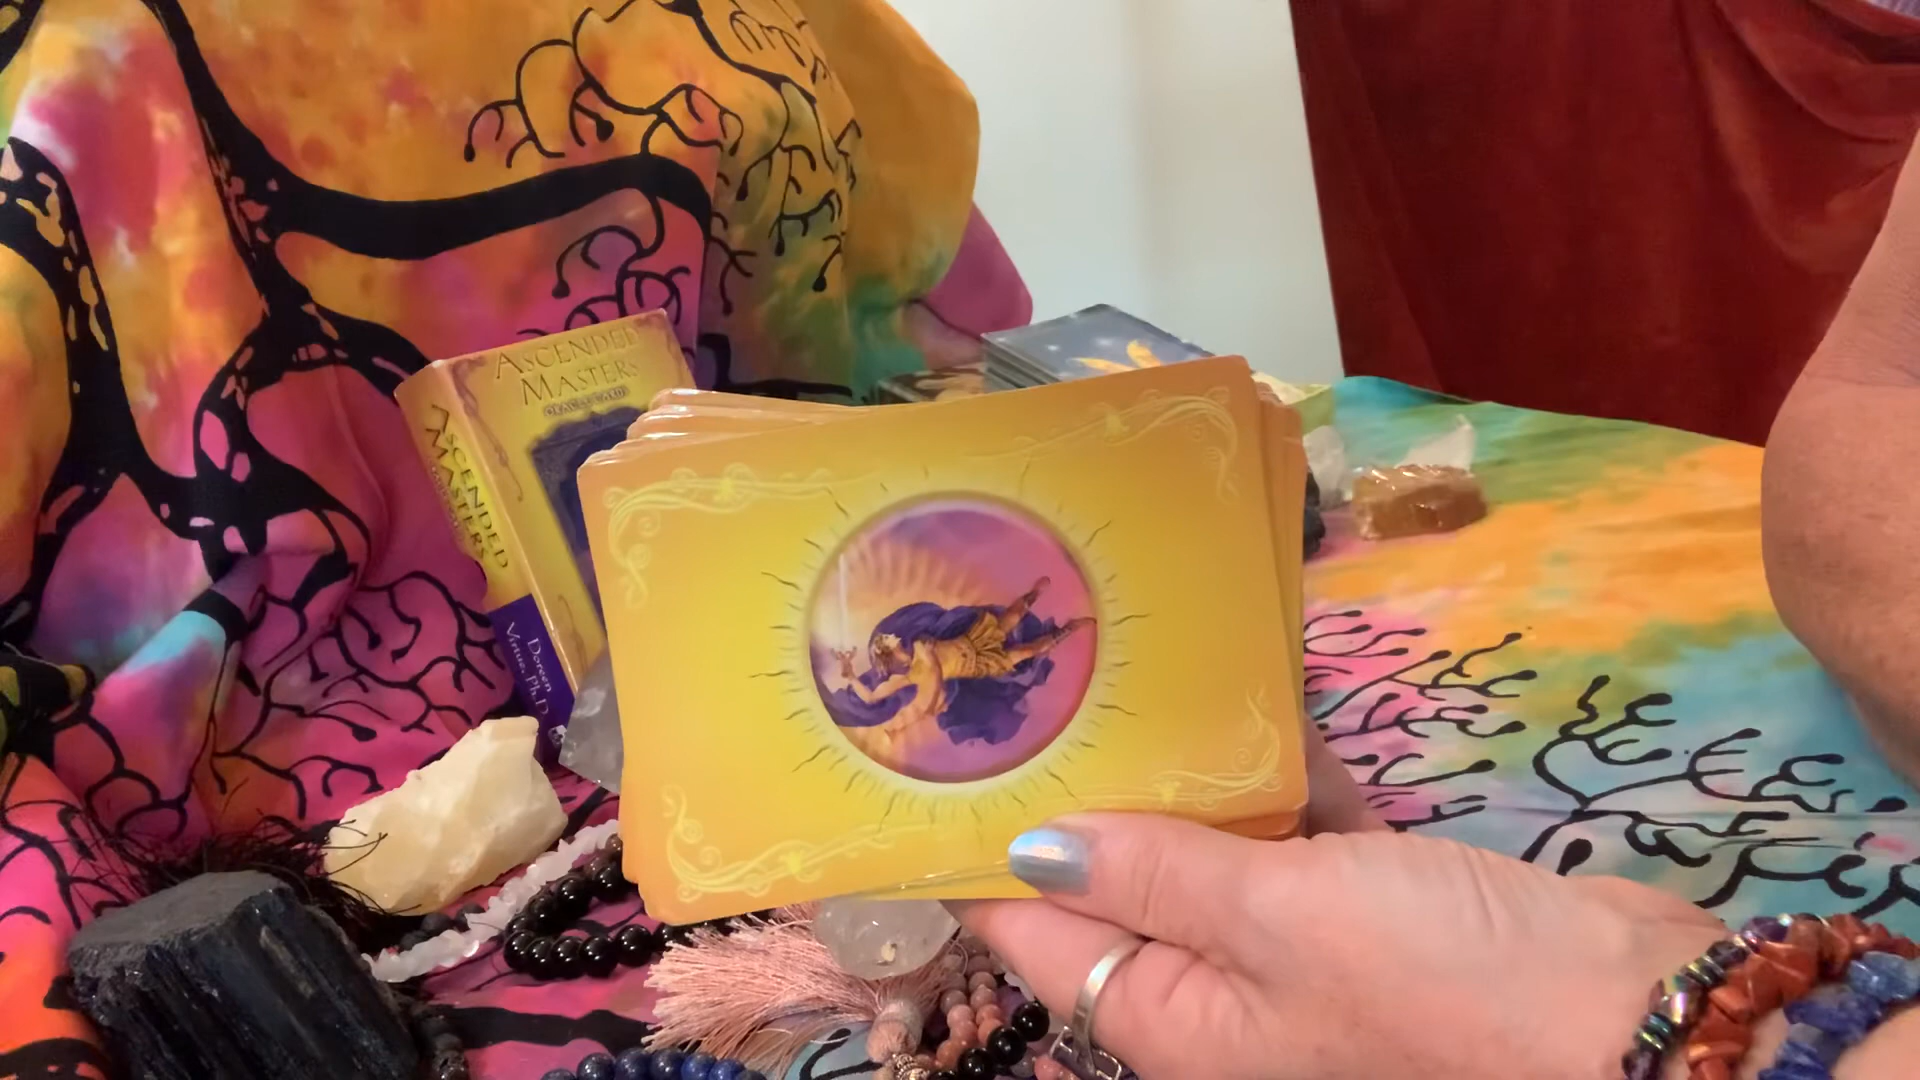 ASCENDED
MASTERS
ORACLE CARDS
ASCENDED
MASTERS
Doreen
Virtue, Ph.D.